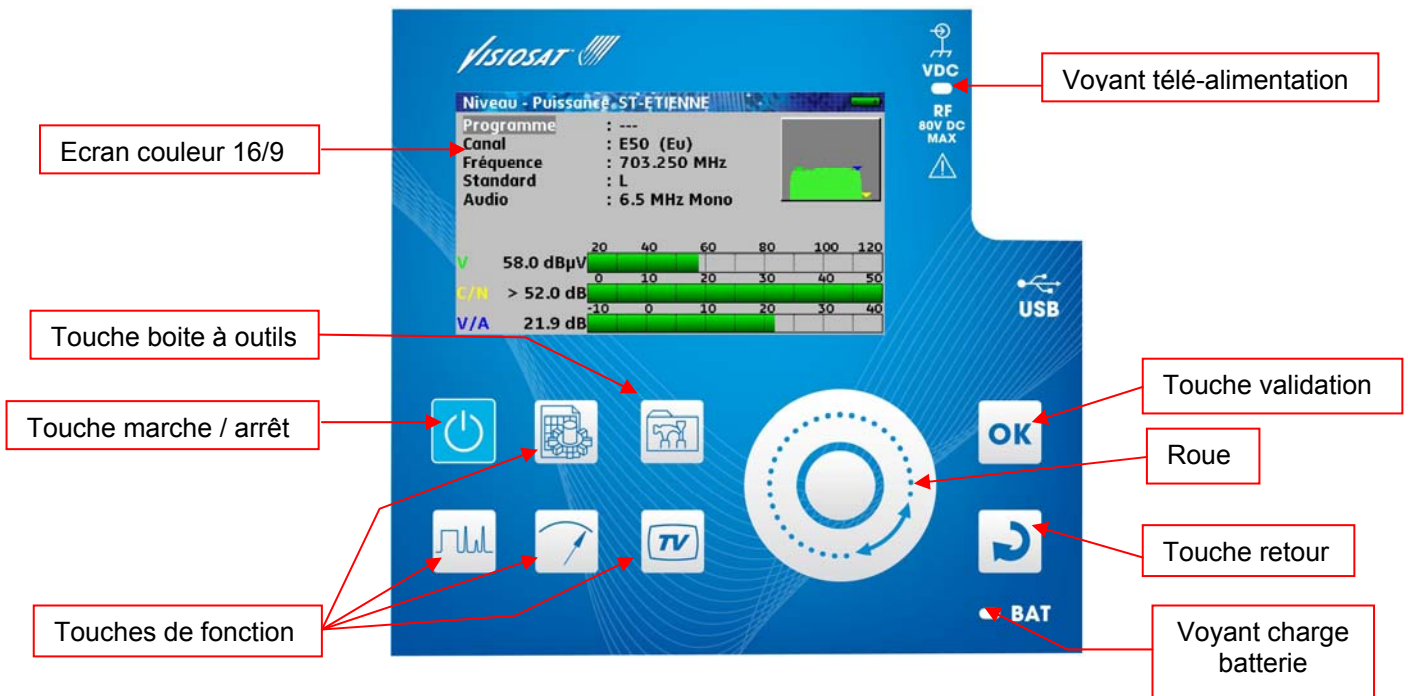 VISIOSAT
VDC
Voyant télé-alimentation
RF
80V DC
MAX
Niveau - Puissance ST-ETIENNE
Ecran couleur 16/9
Programme : ---
Canal : E50 (Eu)
Fréquence : 703.250 MHz
Standard : L
Audio : 6.5 MHz Mono
20 40 60 80 100 120
V 58.0 dBµV
0 10 20 30 40 50
C/N > 52.0 dB
-10 0 10 20 30 40
V/A 21.9 dB
USB
Touche boite à outils
Touche validation
Touche marche / arrêt
OK
Roue
TV
Touche retour
Touches de fonction
BAT
Voyant charge
batterie